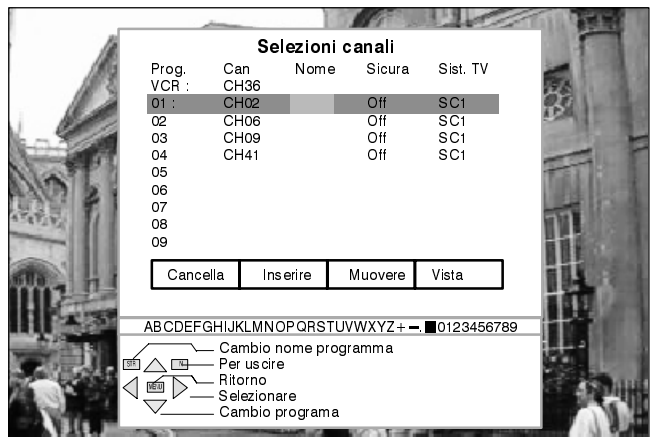 Selezioni canali
Prog. Can Nome Sicura Sist. TV
VCR : CH36
01 : CH02 Off SC1
02 CH06 Off SC1
03 CH09 Off SC1
04 CH41 Off SC1
05
06
07
08
09
Cancella Inserire Muovere Vista
ABCDEFGHIJKLMNOPQRSTUVWXYZ+–.■0123456789
Cambio nome programma
STR N Per uscire
MENU Ritorno
Selezionare
Cambio programa